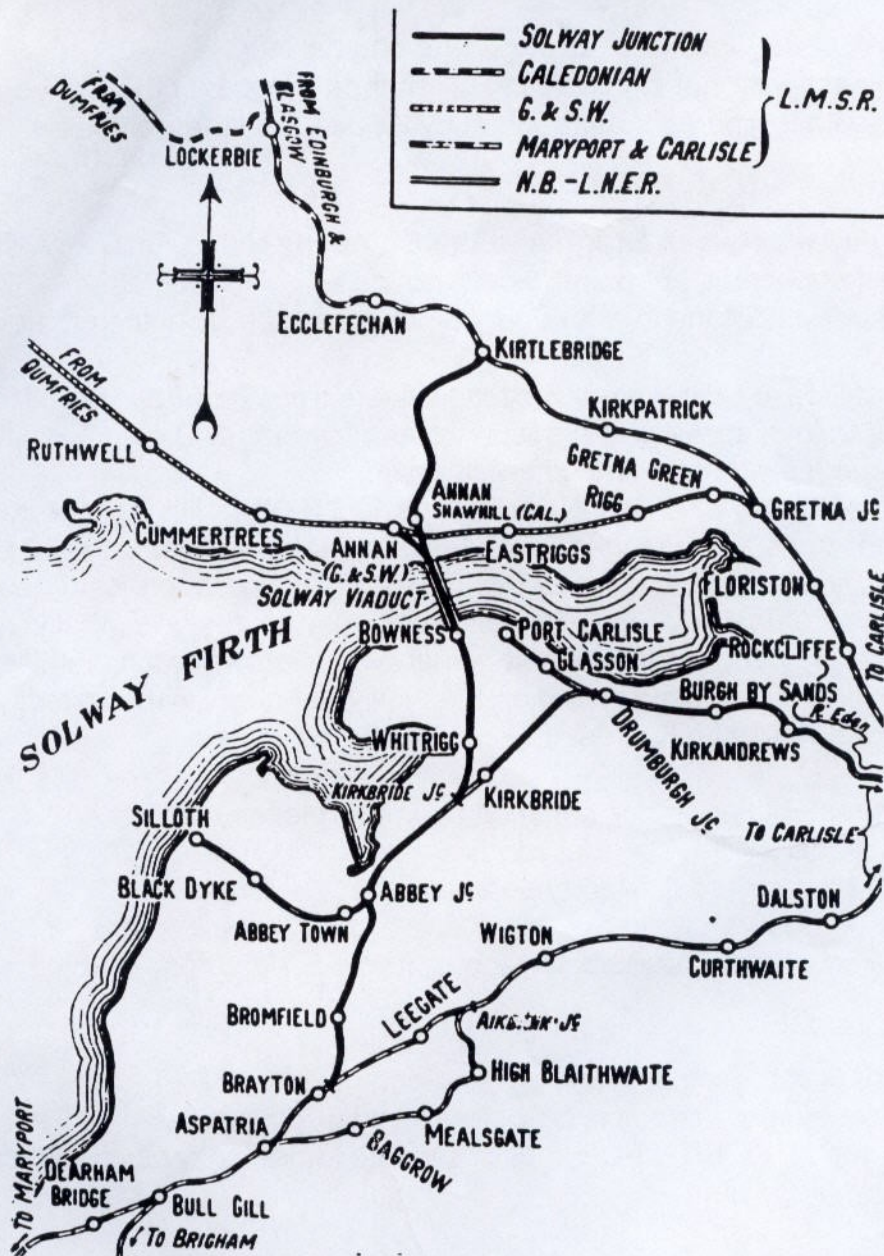 SOLWAY JUNCTION
CALEDONIAN
G. & S.W.
MARYPORT & CARLISLE
N.B. - L.N.E.R.
L.M.S.R.
FROM
DUMFRIES
LOCKERBIE
FROM EDINBURGH &
GLASGOW
ECCLEFECHAN
KIRTLEBRIDGE
KIRKPATRICK
FROM
DUMFRIES
RUTHWELL
CUMMERTREES
ANNAN
SHAWHILL (CAL.)
GRETNA GREEN
RIGG
GRETNA JC
ANNAN
(G. & S.W.)
EASTRIGGS
SOLWAY VIADUCT
FLORISTON
BOWNESS
PORT CARLISLE
GLASSON
ROCKCLIFFE
TO CARLISLE
SOLWAY FIRTH
BURGH BY SANDS
R. Eden
WHITRIGG
DRUMBURGH JC
KIRKANDREWS
KIRKBRIDE JC
KIRKBRIDE
SILLOTH
TO CARLISLE
BLACK DYKE
ABBEY JC
ABBEY TOWN
DALSTON
WIGTON
CURTHWAITE
BROMFIELD
LEEGATE
JC
BRAYTON
HIGH BLAITHWAITE
ASPATRIA
MEALSGATE
BAGGROW
TO MARYPORT
DEARHAM
BRIDGE
BULL GILL
TO BRIGHAM